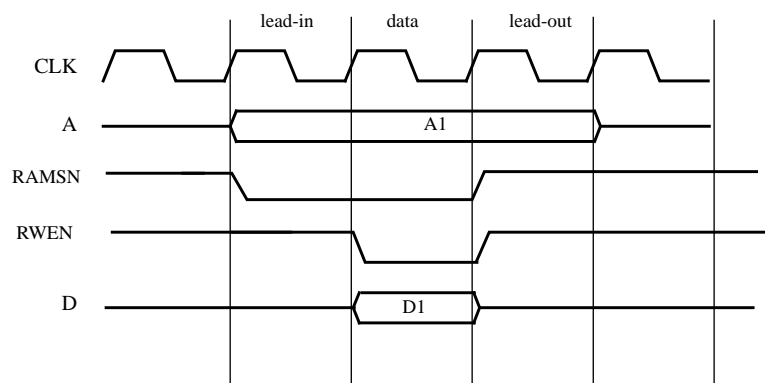 lead-in data lead-out
CLK
A A1
RAMSN
RWEN
D D1